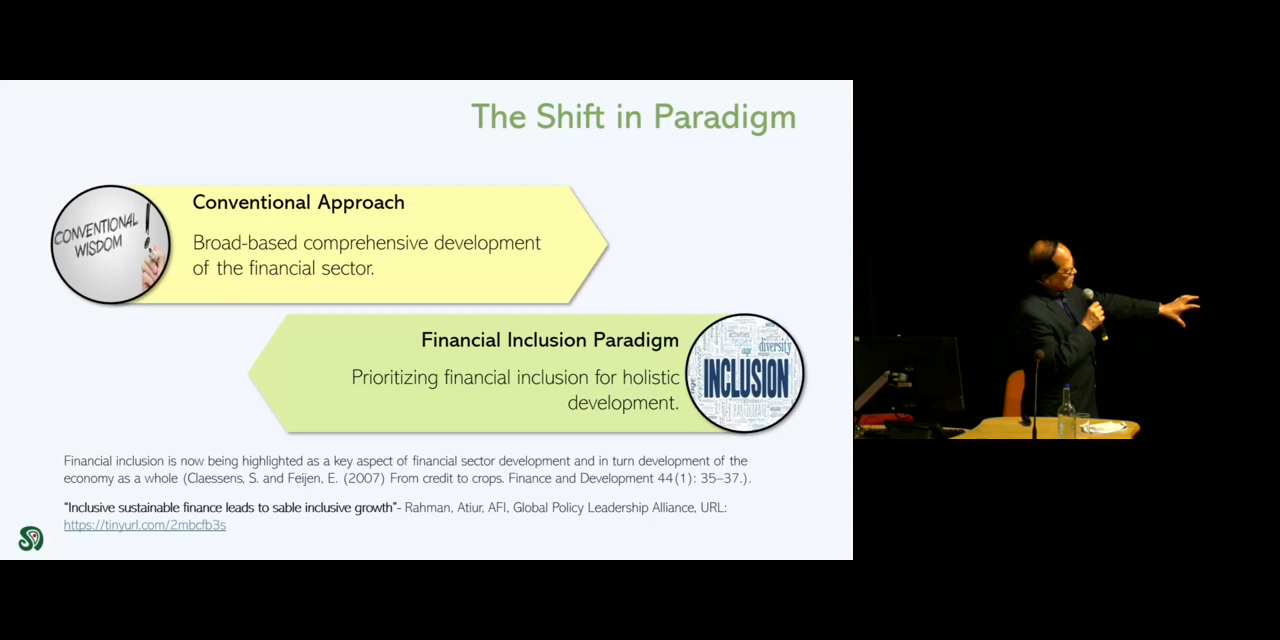 The Shift in Paradigm
CONVENTIONAL
WISDOM
Conventional Approach
Broad-based comprehensive development
of the financial sector.
Financial Inclusion Paradigm
Prioritizing financial inclusion for holistic
development.
diversity
INCLUSION
Financial inclusion is now being highlighted as a key aspect of financial sector development and in turn development of the
economy as a whole (Claessens, S. and Feijen, E. (2007) From credit to crops. Finance and Development 44(1): 35–37.).
"Inclusive sustainable finance leads to sable inclusive growth"- Rahman, Atiur, AFI, Global Policy Leadership Alliance, URL:
https://tinyurl.com/2mbcfb3s